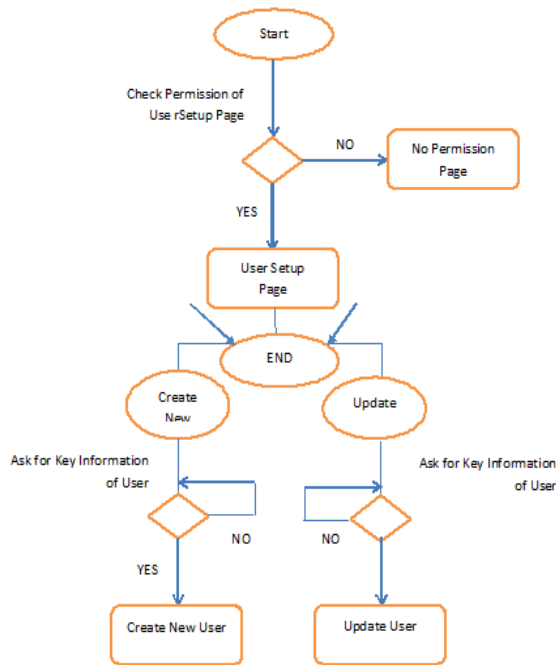 Start
Check Permission of
Use rSetup Page
NO
No Permission
Page
YES
User Setup
Page
END
Create
New
Update
Ask for Key Information
of User
Ask for Key Information
of User
NO
NO
YES
Create New User
Update User